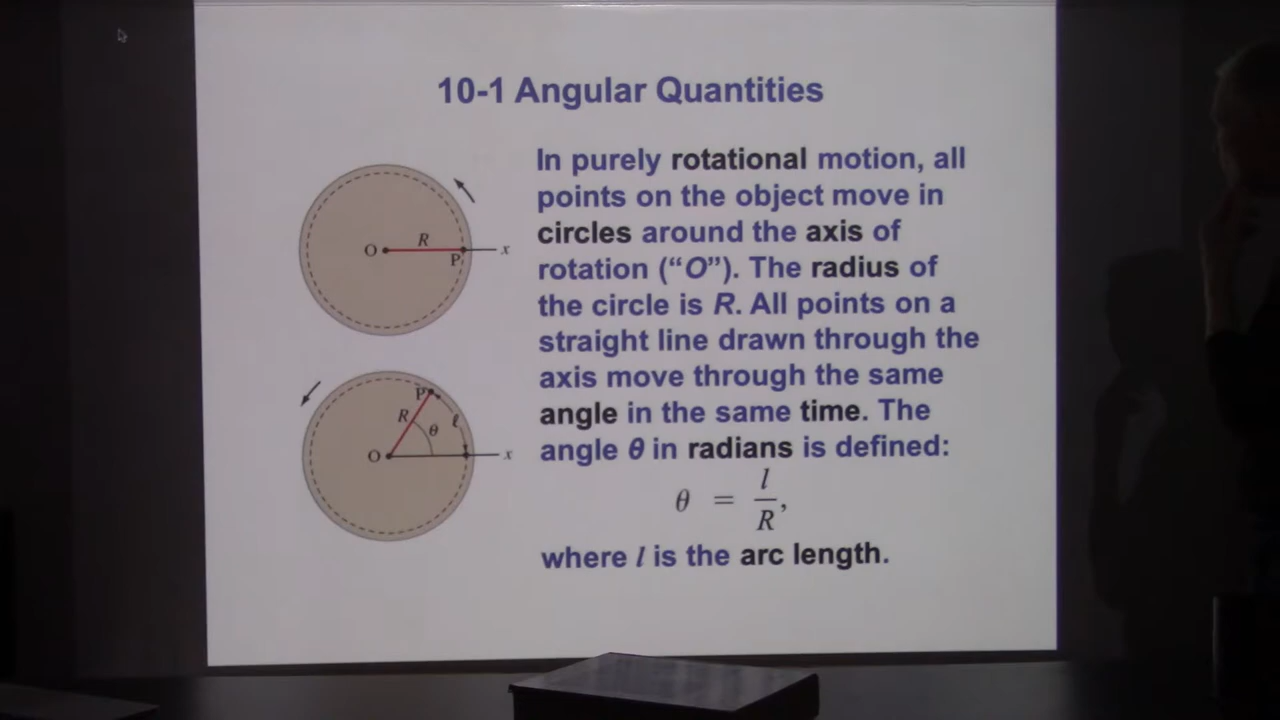 10-1 Angular Quantities
In purely rotational motion, all
points on the object move in
circles around the axis of
rotation (“O”). The radius of
the circle is R. All points on a
straight line drawn through the
axis move through the same
angle in the same time. The
angle θ in radians is defined:
θ = l/R,
where l is the arc length.
O R P x
O R P θ ℓ x